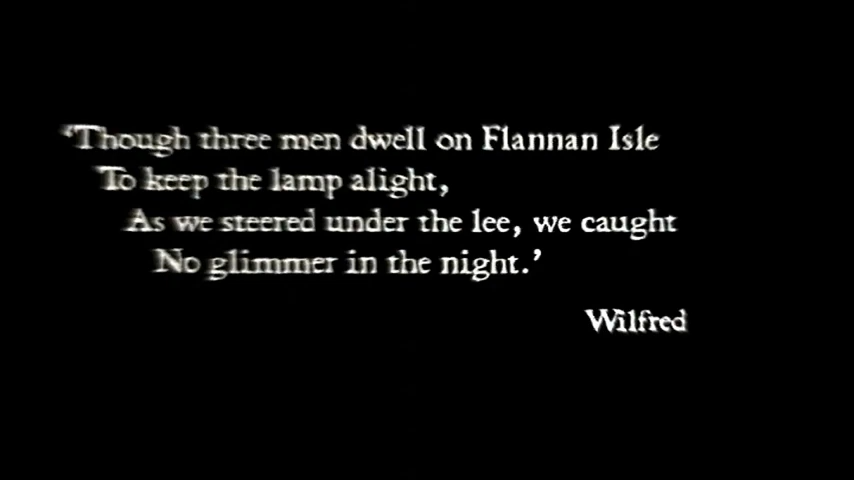 ‘Though three men dwell on Flannan Isle
To keep the lamp alight,
As we steered under the lee, we caught
No glimmer in the night.’
Wilfred